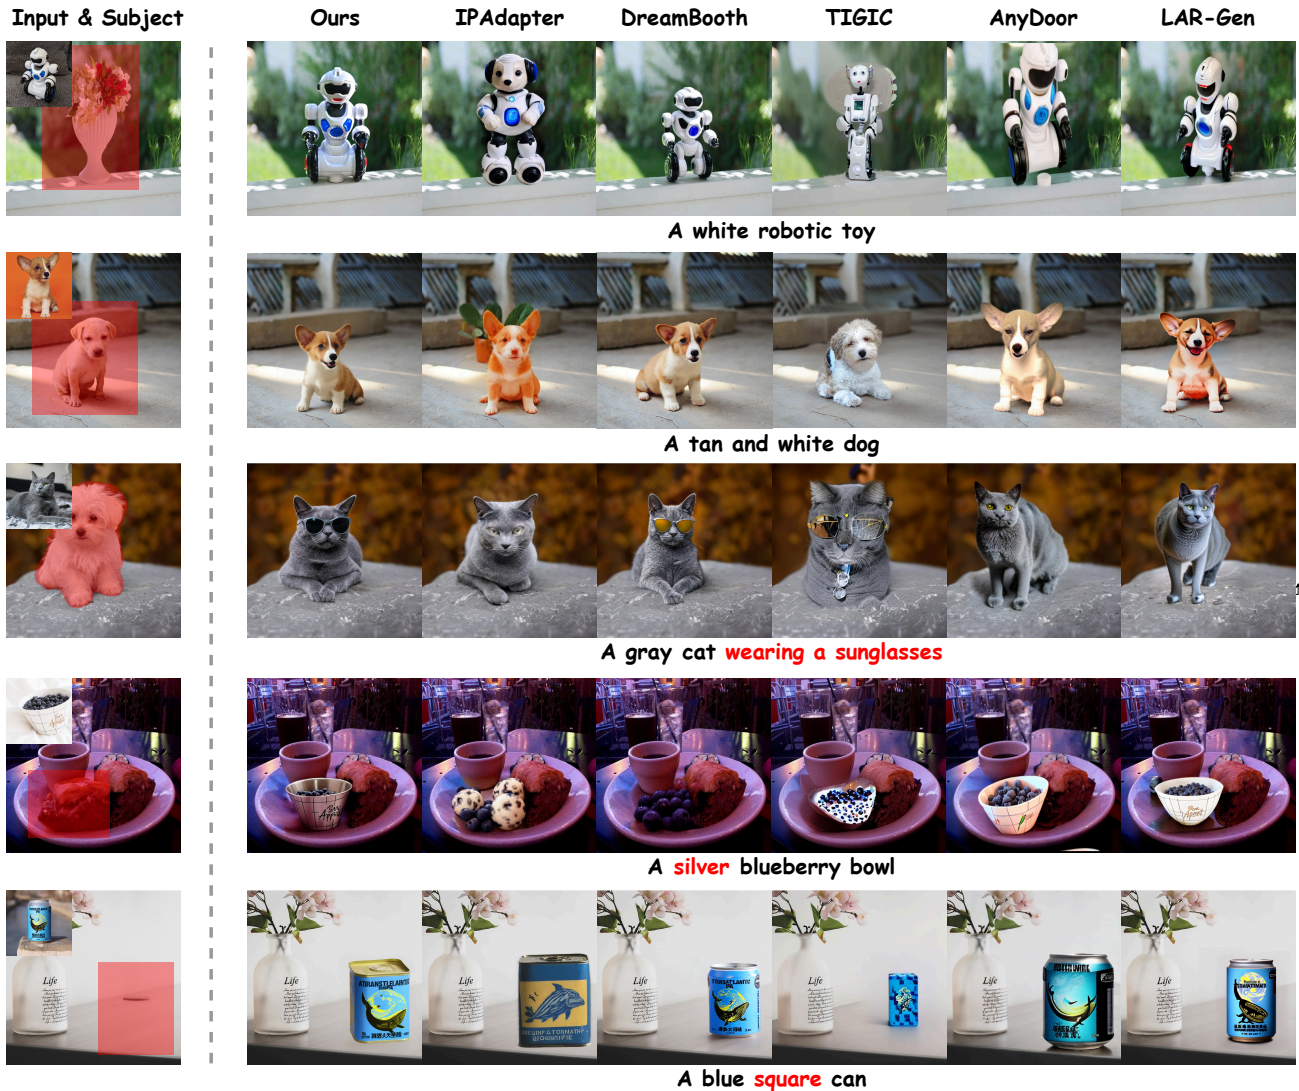 Input & Subject
Ours
IPAdapter
DreamBooth
TIGIC
AnyDoor
LAR-Gen
A white robotic toy
A tan and white dog
A gray cat wearing a sunglasses
A silver blueberry bowl
Life
Life
Life
Life
Life
Life
Life
A blue square can